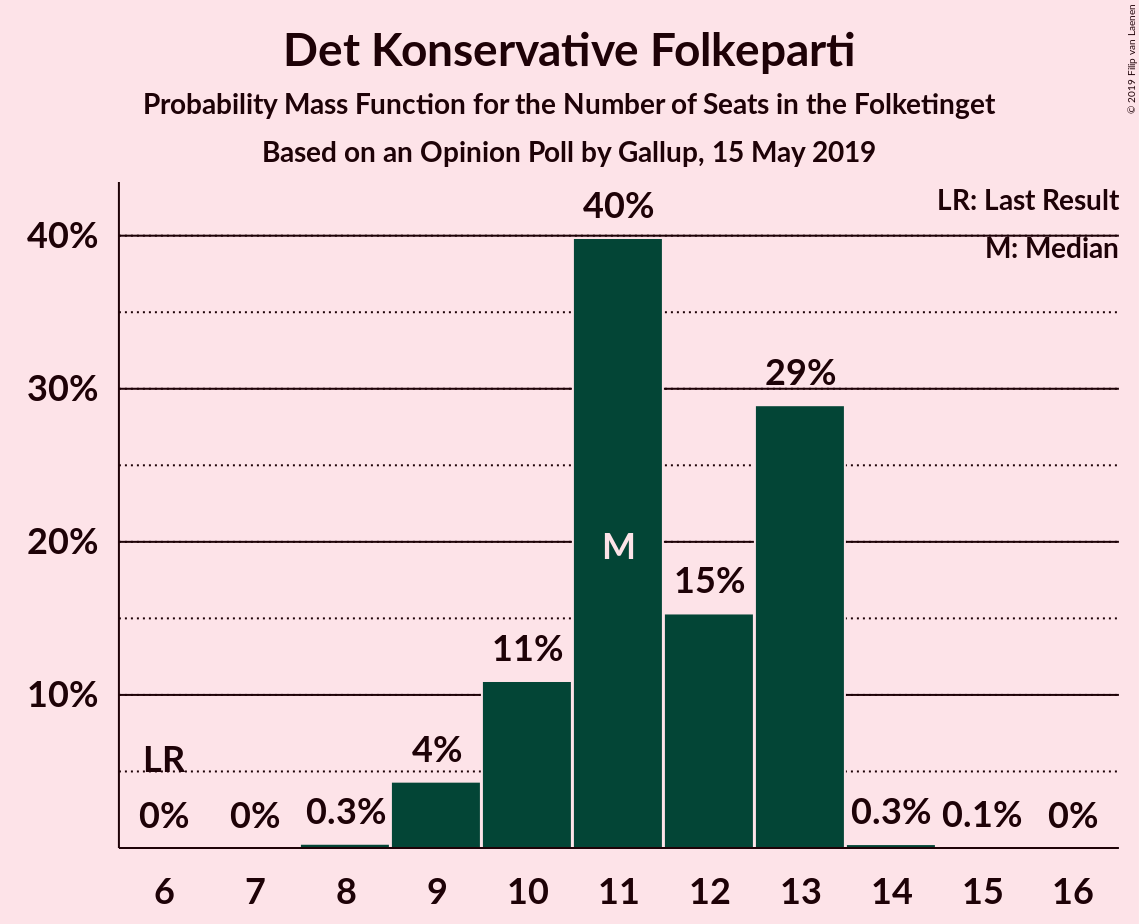 Det Konservative Folkeparti
Probability Mass Function for the Number of Seats in the Folketinget
Based on an Opinion Poll by Gallup, 15 May 2019
© 2019 Filip van Laenen
LR: Last Result
M: Median
40%
30%
20%
10%
LR
0%
0%
0.3%
4%
11%
40%
M
15%
29%
0.3%
0.1%
0%
6 7 8 9 10 11 12 13 14 15 16